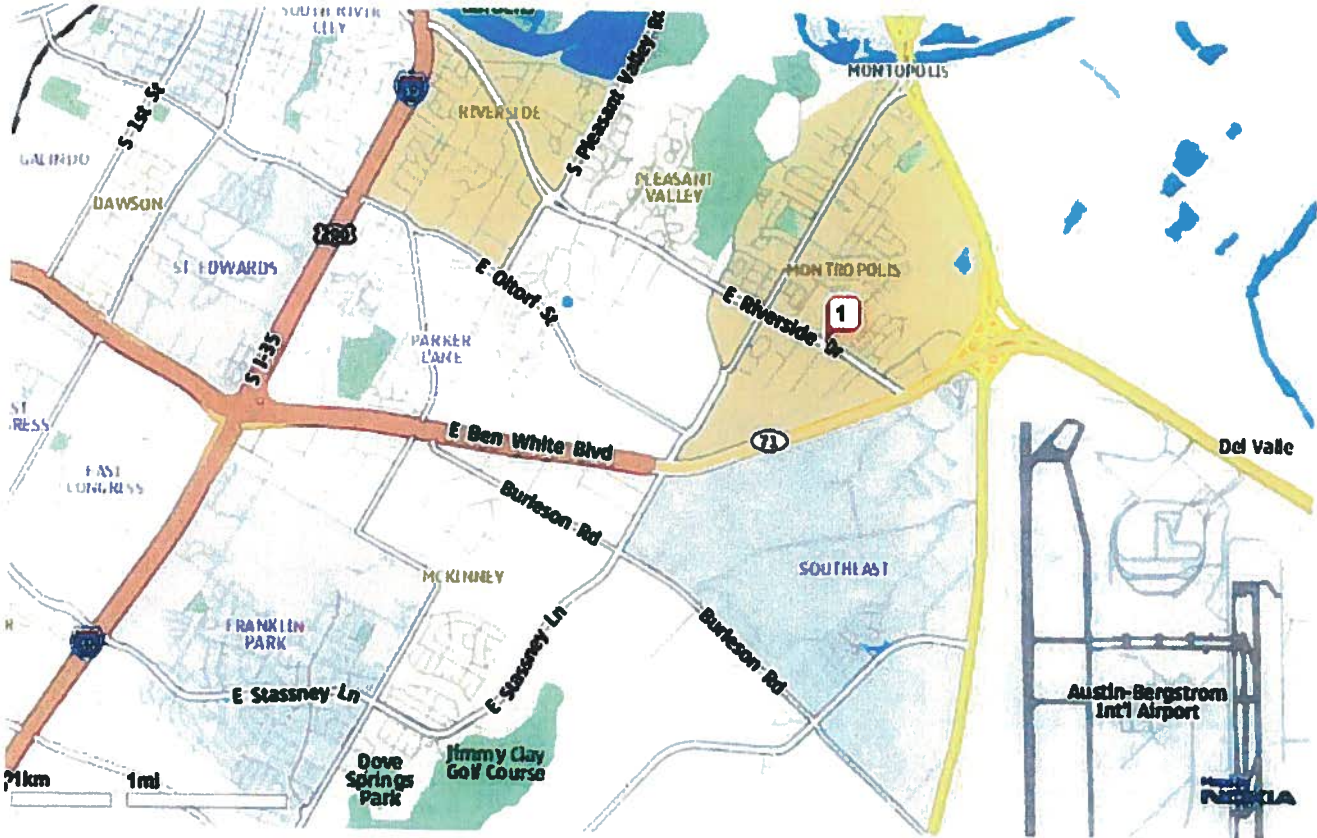 SOUTH RIVER
CITY
S Pleasant Valley Rd
MONTOPOLIS
S 1st St
RIVERSIDE
GALINDO
DAWSON
PLEASANT
VALLEY
ST EDWARDS
E Oltorf St
MONTROPOLIS
E Riverside Dr
1
PARKER
LANE
S I-35
E Ben White Blvd
71
Del Valle
EAST
CONGRESS
Burleson Rd
MCKINNEY
SOUTHEAST
FRANKLIN
PARK
E Stassney Ln
E Stassney Ln
Burleson Rd
Austin-Bergstrom
Int'l Airport
Dove
Springs
Park
Jimmy Clay
Golf Course
1km
1mi
NOKIA